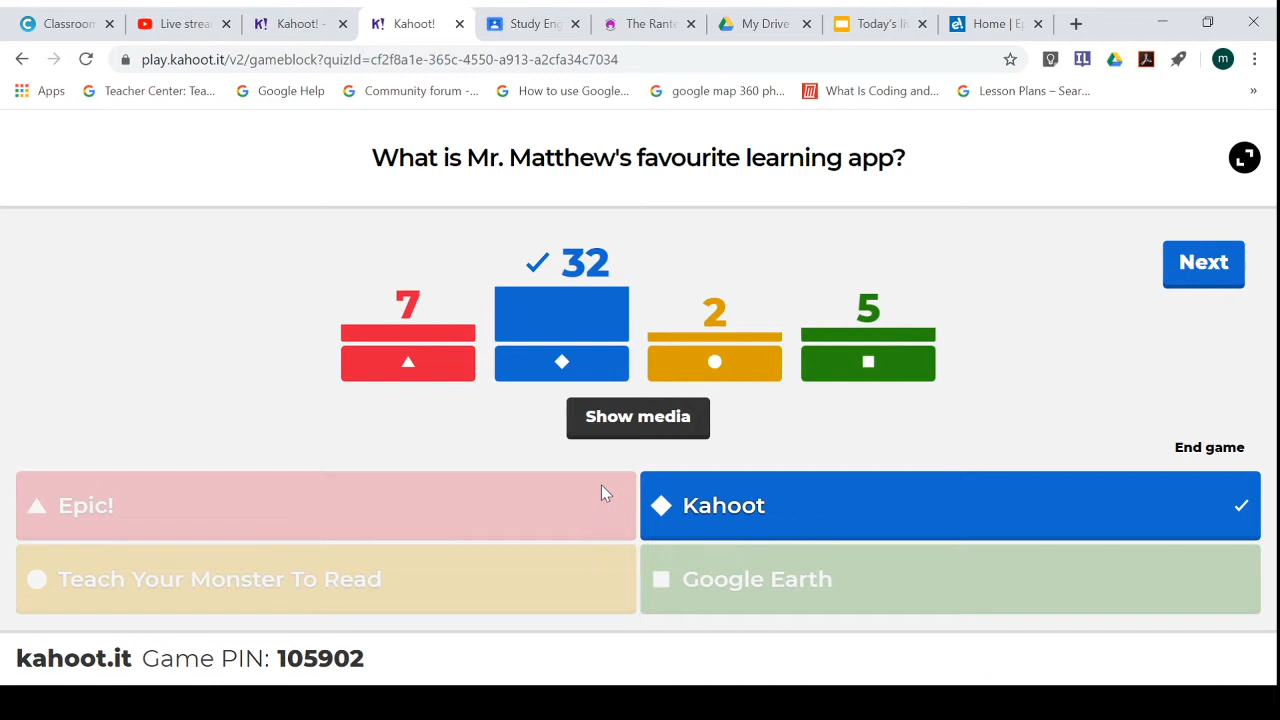 Classroom
Live strea
Kahoot! -
Kahoot!
Study Eng
The Rante
My Drive
Today's li
Home | Ep
play.kahoot.it/v2/gameblock?quizId=cf2f8a1e-365c-4550-a913-a2cfa34c7034
IL
m
Apps
Teacher Center: Tea...
Google Help
Community forum -...
How to use Google...
google map 360 ph...
What Is Coding and...
Lesson Plans – Sear...
»
What is Mr. Matthew's favourite learning app?
7
32
2
5
Next
Show media
End game
Epic!
Kahoot
Teach Your Monster To Read
Google Earth
kahoot.it Game PIN: 105902